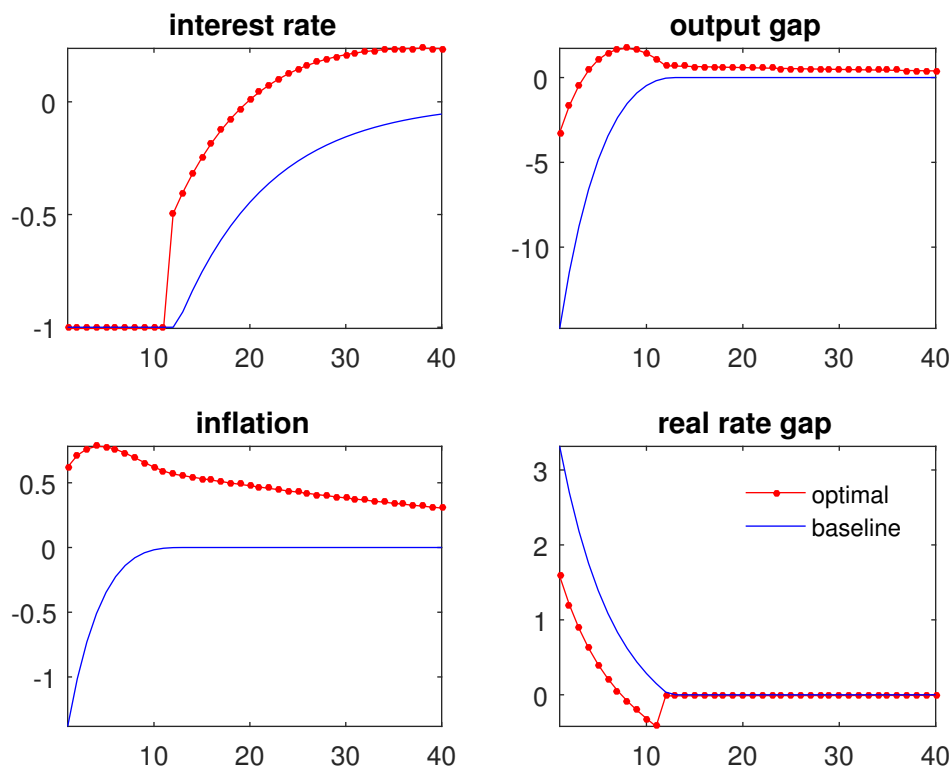 interest rate
0
-0.5
-1
10 20 30 40
output gap
0
-5
-10
10 20 30 40
inflation
0.5
0
-0.5
-1
10 20 30 40
real rate gap
3
2
1
0
optimal
baseline
10 20 30 40